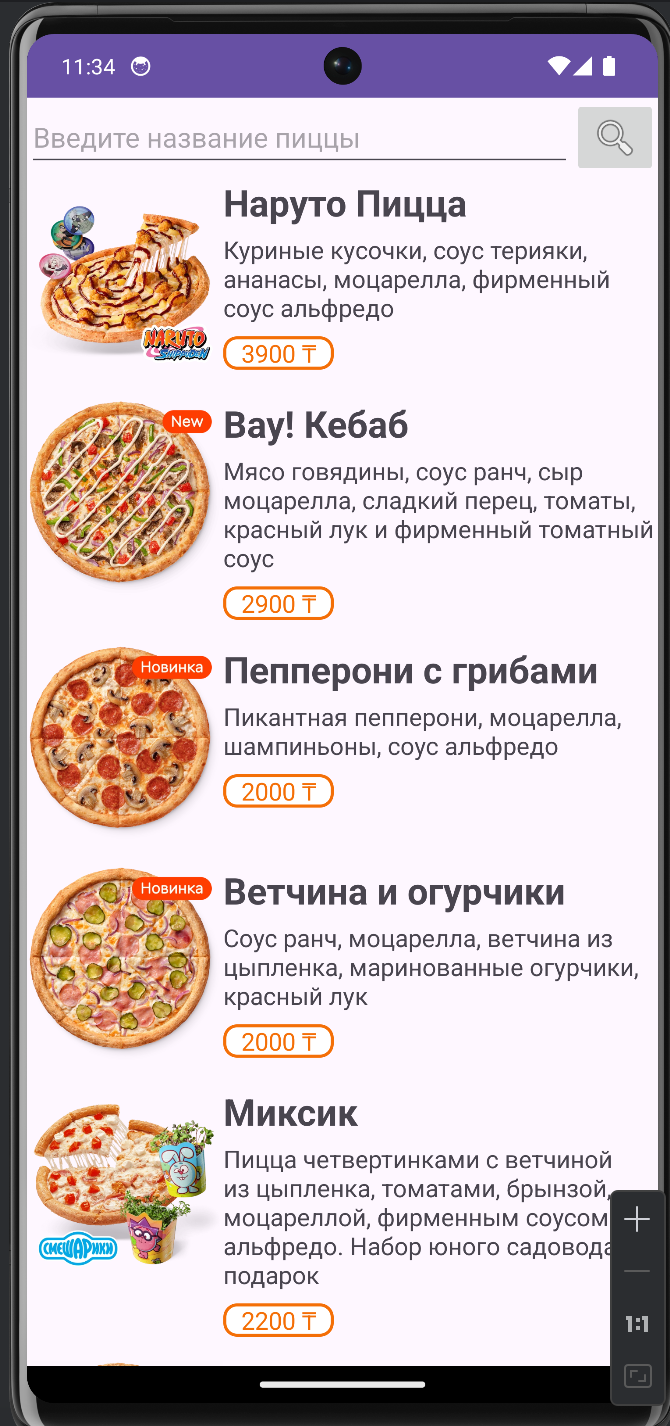 11:34
Введите название пиццы
Наруто Пицца
Куриные кусочки, соус терияки,
ананасы, моцарелла, фирменный
соус альфредо
NARUTO
SHIPPUDEN
3900 ₸
New
Вау! Кебаб
Мясо говядины, соус ранч, сыр
моцарелла, сладкий перец, томаты,
красный лук и фирменный томатный
соус
2900 ₸
Новинка
Пепперони с грибами
Пикантная пепперони, моцарелла,
шампиньоны, соус альфредо
2000 ₸
Новинка
Ветчина и огурчики
Соус ранч, моцарелла, ветчина из
цыпленка, маринованные огурчики,
красный лук
2000 ₸
Миксик
Пицца четвертинками с ветчиной
из цыпленка, томатами, брынзой,
моцареллой, фирменным соусом
альфредо. Набор юного садовода
подарок
СМЕШАРИКИ
2200 ₸
1:1